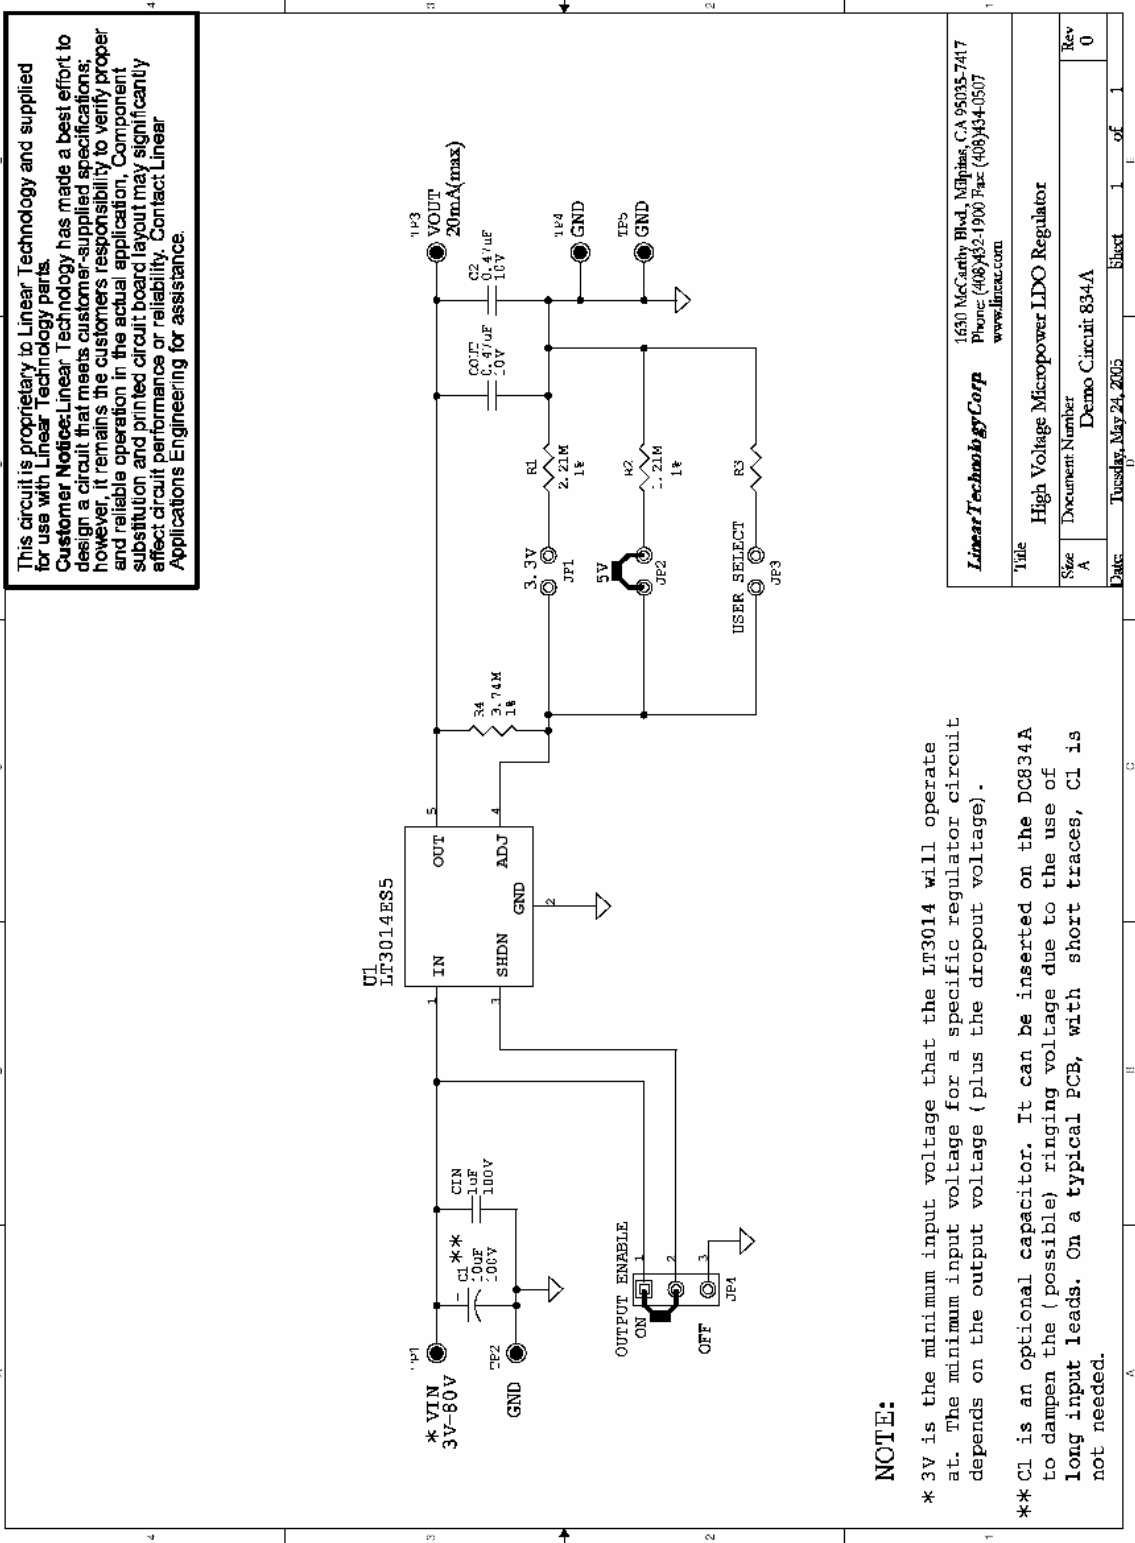 This circuit is proprietary to Linear Technology and supplied
for use with Linear Technology parts.
Customer Notice:Linear Technology has made a best effort to
design a circuit that meets customer-supplied specifications;
however, it remains the customers responsibility to verify proper
and reliable operation in the actual application, Component
substitution and printed circuit board layout may significantly
affect circuit performance or reliability. Contact Linear
Applications Engineering for assistance.
U1
LT3014ES5
IN
OUT
SHDN
ADJ
GND
1
5
3
4
2
TP1
* VIN
3V-80V
TP2
GND
C1 **
10uF
100V
CIN
1uF
100V
OUTPUT ENABLE
ON
OFF
1
2
3
JP4
R4
3.74M
1%
3.3V
JP1
R1
2.21M
1%
5V
JP2
R2
1.21M
1%
USER SELECT
JP3
R3
COUT
0.47uF
10V
C2
0.47uF
10V
TP3
VOUT
20mA(max)
TP4
GND
TP5
GND
NOTE:
* 3V is the minimum input voltage that the LT3014 will operate
at. The minimum input voltage for a specific regulator circuit
depends on the output voltage (plus the dropout voltage).
** C1 is an optional capacitor. It can be inserted on the DC834A
to dampen the (possible) ringing voltage due to the use of
long input leads. On a typical PCB, with short traces, C1 is
not needed.
Linear Technology Corp
1630 McCarthy Blvd., Milpitas, CA 95035-7417
Phone: (408)432-1900 Fax: (408)434-0507
www.linear.com
Title
High Voltage Micropower LDO Regulator
Size
A
Document Number
Demo Circuit 834A
Rev
0
Date:
Tuesday, May 24, 2005
Sheet 1 of 1